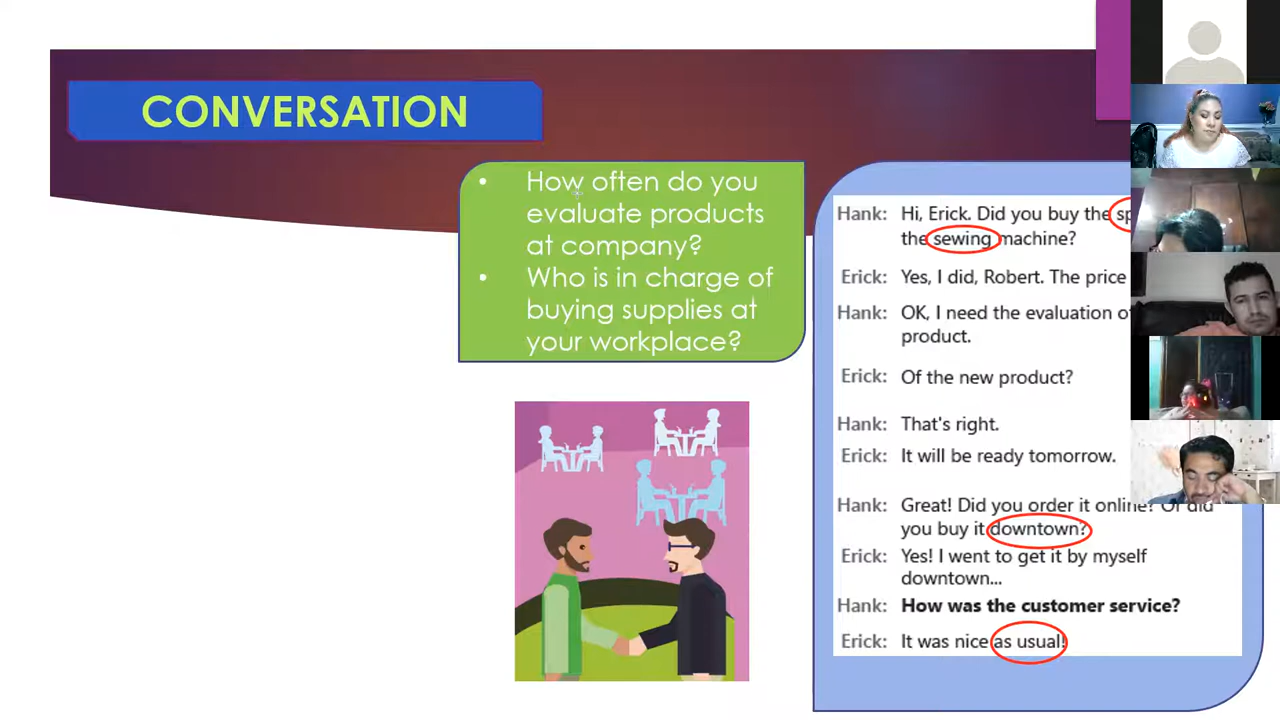 CONVERSATION
• How often do you
evaluate products
at company?
• Who is in charge of
buying supplies at
your workplace?
Hank: Hi, Erick. Did you buy the
the sewing machine?
Erick: Yes, I did, Robert. The price
Hank: OK, I need the evaluation
product.
Erick: Of the new product?
Hank: That's right.
Erick: It will be ready tomorrow.
Hank: Great! Did you order it online? Or did
you buy it downtown?
Erick: Yes! I went to get it by myself
downtown...
Hank: How was the customer service?
Erick: It was nice as usual!